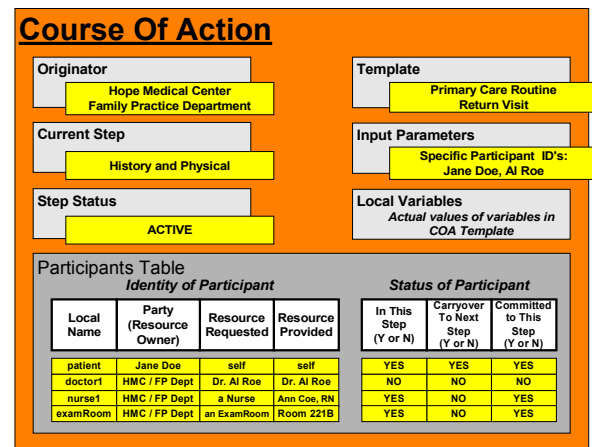 Course Of Action
Originator
Hope Medical Center
Family Practice Department
Template
Primary Care Routine
Return Visit
Current Step
History and Physical
Input Parameters
Specific Participant ID's:
Jane Doe, Al Roe
Step Status
ACTIVE
Local Variables
Actual values of variables in
COA Template
Participants Table
Identity of Participant
Status of Participant
Local
Name
Party
(Resource
Owner)
Resource
Requested
Resource
Provided
In This
Step
(Y or N)
Carryover
To Next
Step
(Y or N)
Committed
to This
Step
(Y or N)
patient Jane Doe self self YES YES YES
doctor1 HMC / FP Dept Dr. Al Roe Dr. Al Roe NO NO NO
nurse1 HMC / FP Dept a Nurse Ann Coe, RN YES NO YES
examRoom HMC / FP Dept an ExamRoom Room 221B YES NO YES